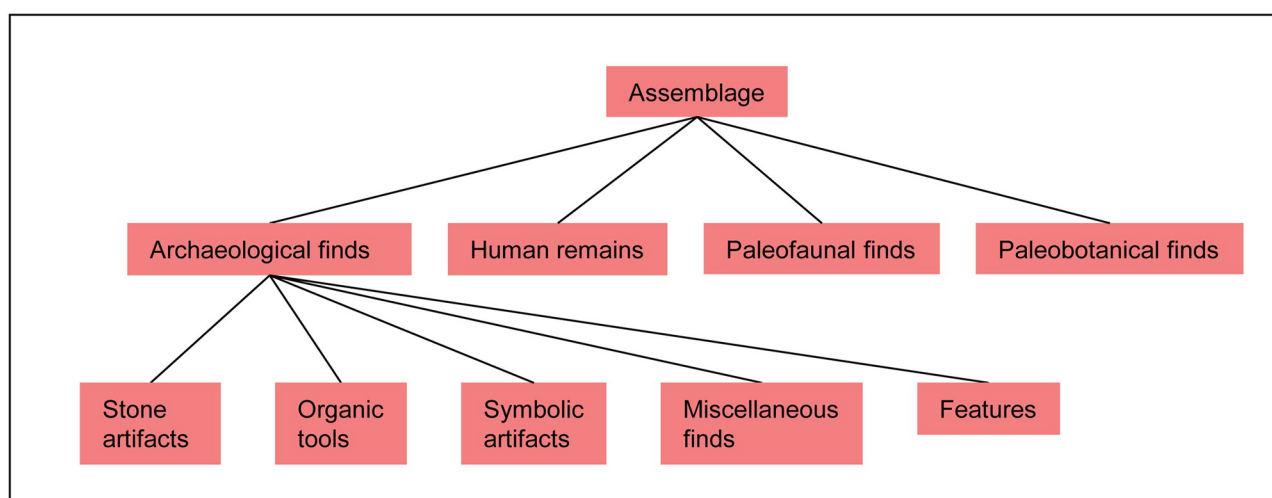 Assemblage
Archaeological finds
Human remains
Paleofaunal finds
Paleobotanical finds
Stone
artifacts
Organic
tools
Symbolic
artifacts
Miscellaneous
finds
Features